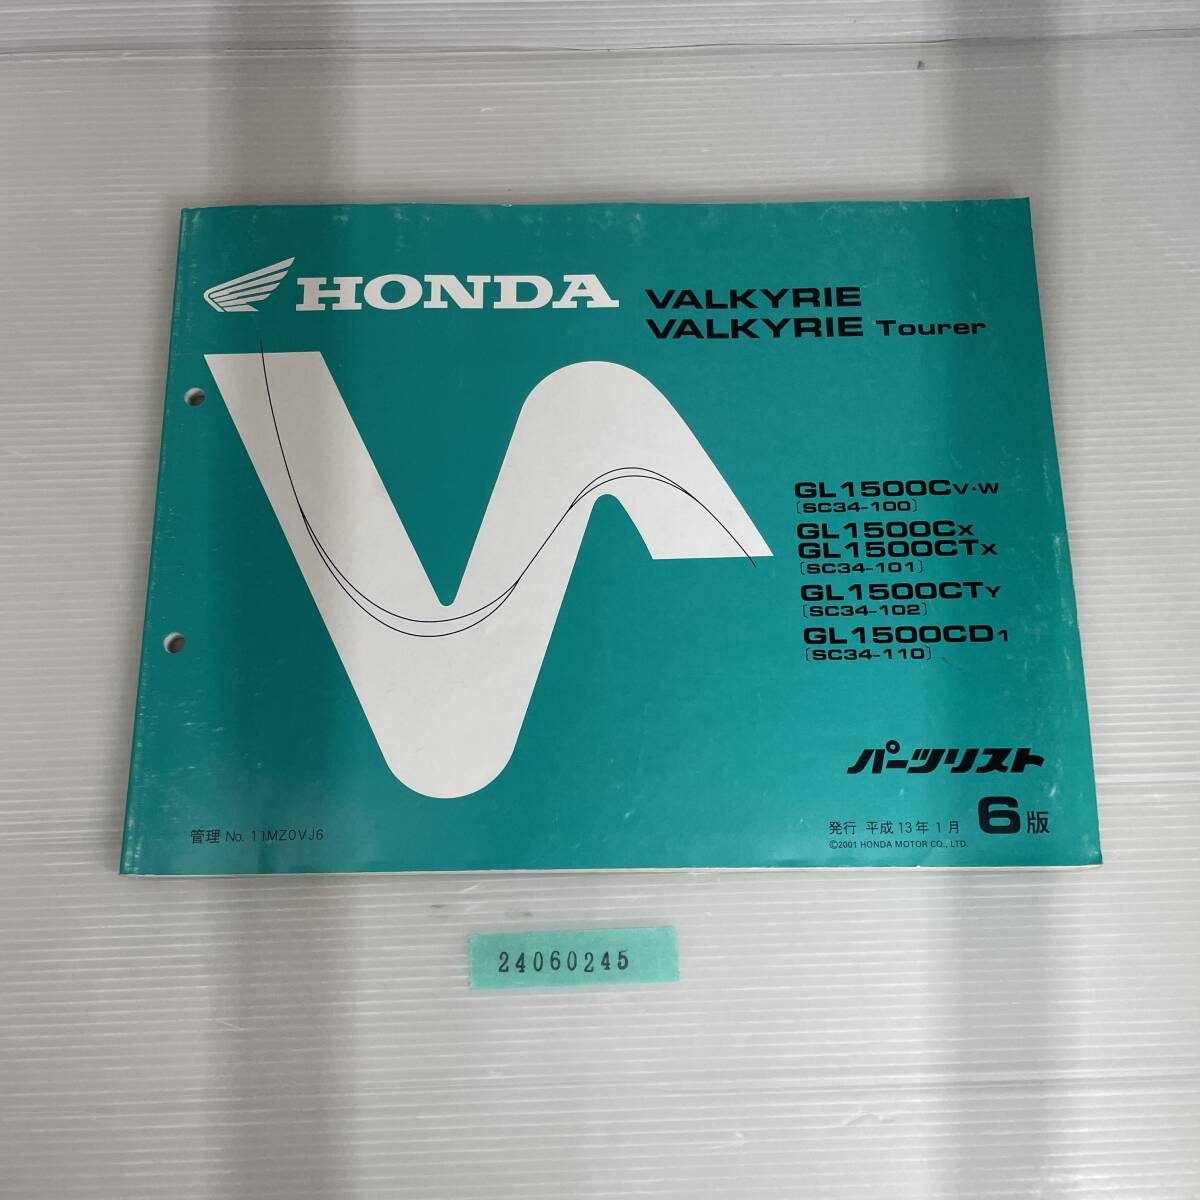 HONDA
VALKYRIE
VALKYRIE Tourer
GL1500CV・W
〔SC34-100〕
GL1500CX
GL1500CTX
〔SC34-101〕
GL1500CTY
〔SC34-102〕
GL1500CD1
〔SC34-110〕
パーツリスト
管理 No. 11MZ0VJ6
発行 平成13年1月 6版
©2001 HONDA MOTOR CO., LTD.
24060245